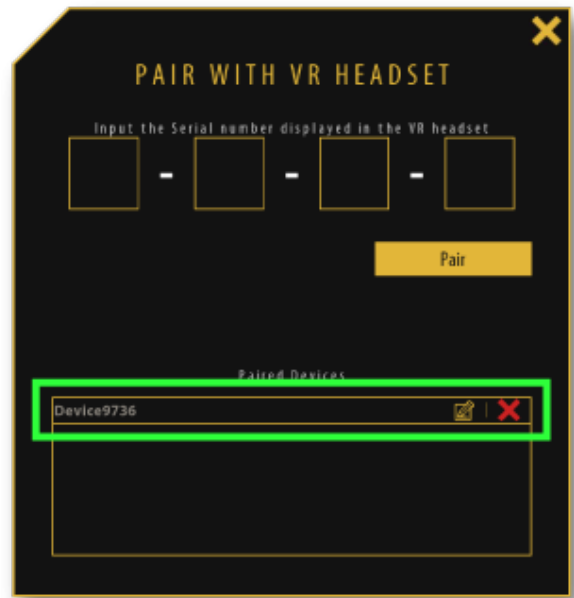 PAIR WITH VR HEADSET
Input the Serial number displayed in the VR headset
- - -
Pair
Paired Devices
Device9736